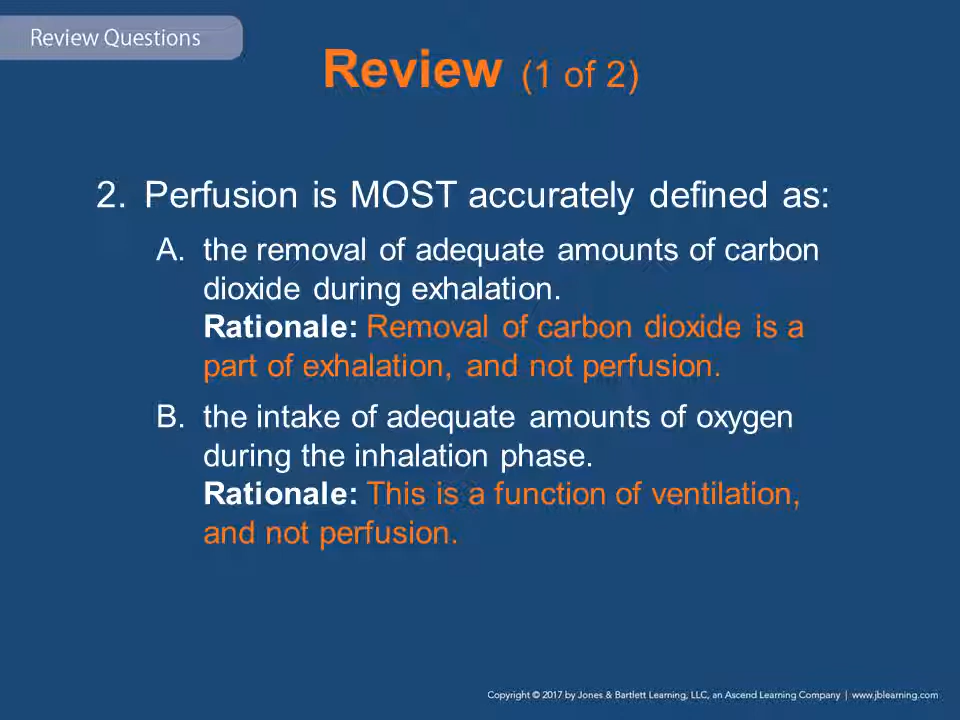 Review Questions
Review (1 of 2)
2. Perfusion is MOST accurately defined as:
A. the removal of adequate amounts of carbon
dioxide during exhalation.
Rationale: Removal of carbon dioxide is a
part of exhalation, and not perfusion.
B. the intake of adequate amounts of oxygen
during the inhalation phase.
Rationale: This is a function of ventilation,
and not perfusion.
Copyright © 2017 by Jones & Bartlett Learning, LLC, an Ascend Learning Company | www.jblearning.com